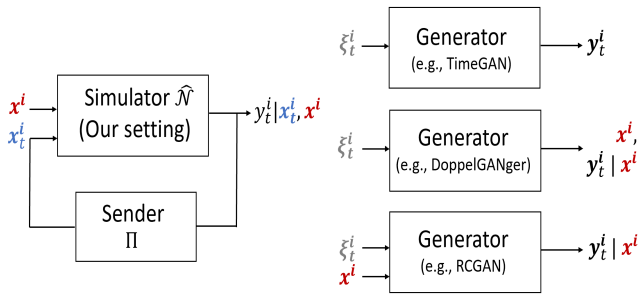 x^i
x_t^i
Simulator 𝒩̂
(Our setting)
y_t^i|x_t^i, x^i
Sender
Π
ξ_t^i
Generator
(e.g., TimeGAN)
y_t^i
ξ_t^i
Generator
(e.g., DoppelGANger)
x^i,
y_t^i | x^i
ξ_t^i
x^i
Generator
(e.g., RCGAN)
y_t^i | x^i